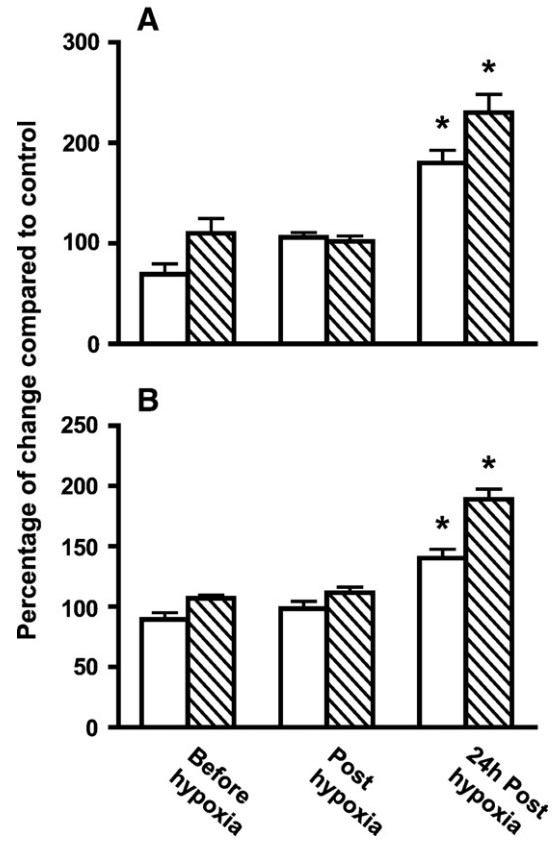 A
300
200
100
0
* *
Percentage of change compared to control
B
250
200
150
100
50
0
* *
Before
hypoxia
Post
hypoxia
24h Post
hypoxia